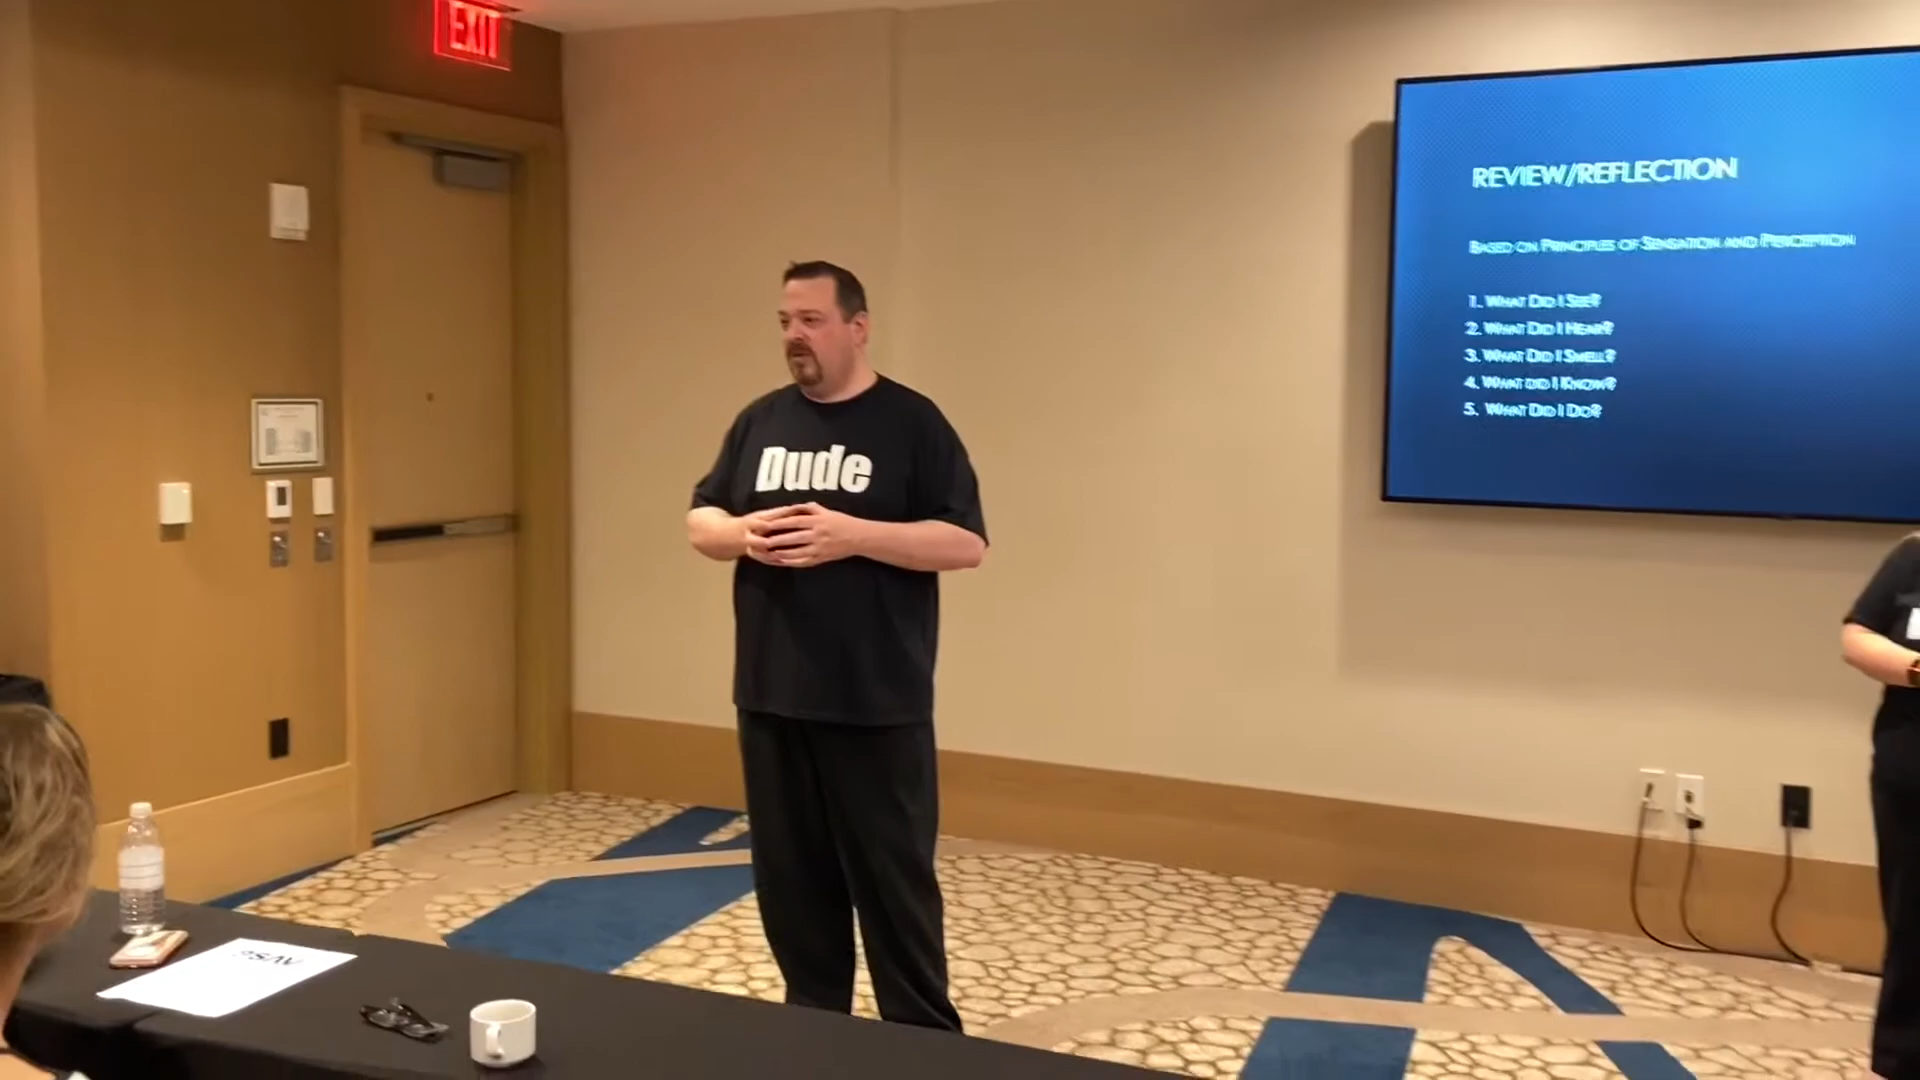 EXIT
REVIEW/REFLECTION
BASED ON PRINCIPLES OF SENSATION AND PERCEPTION
1. WHAT DID I SEE?
2. WHAT DID I HEAR?
3. WHAT DID I SMELL?
4. WHAT DO I KNOW?
5. WHAT DID I DO?
Dude